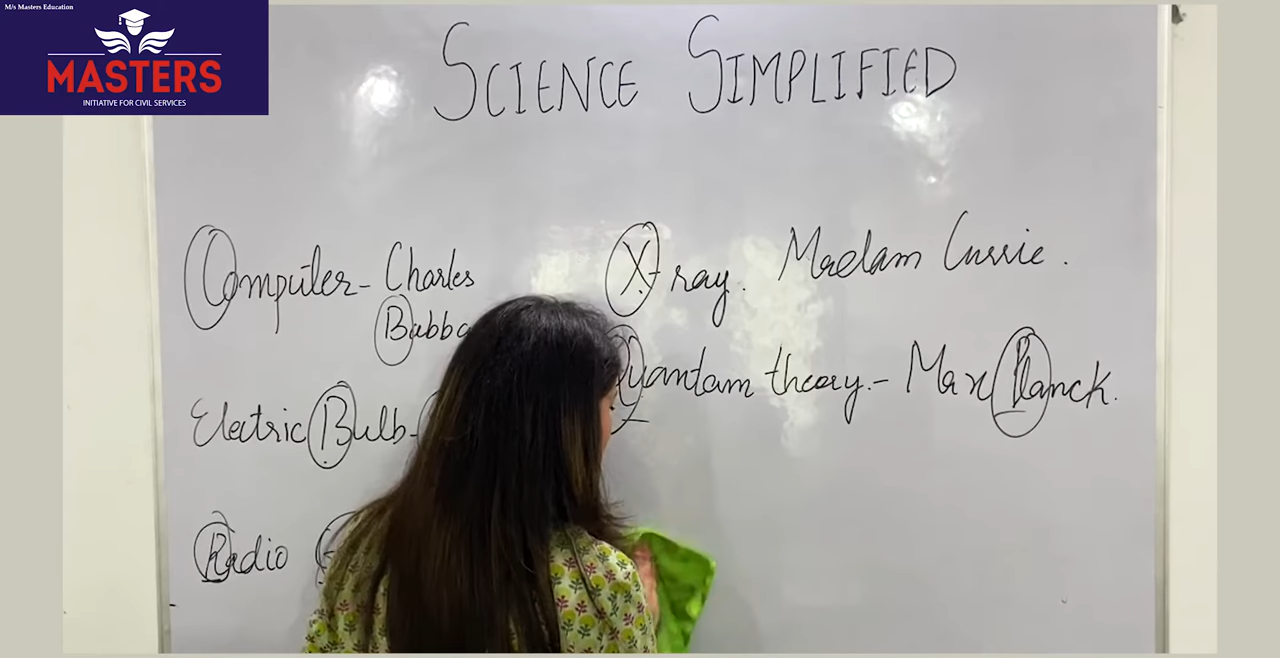 M/s Masters Education
MASTERS
INITIATIVE FOR CIVIL SERVICES
SCIENCE SIMPLIFIED
Computer - Charles
Babba
Electric Bulb -
Radio
X-ray. Madam Currie.
Quantam theory. - Max Planck.